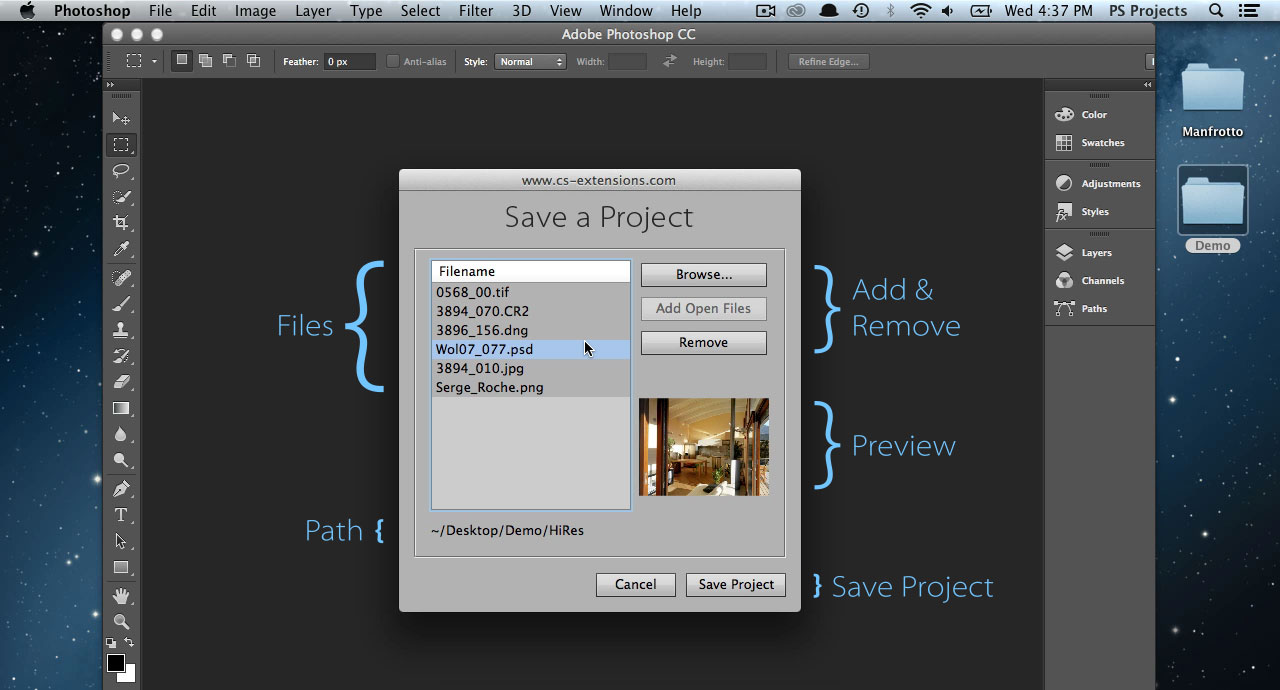 Photoshop File Edit Image Layer Type Select Filter 3D View Window Help Wed 4:37 PM PS Projects
Adobe Photoshop CC
Feather: 0 px Anti-alias Style: Normal Width: Height: Refine Edge...
Color
Swatches
Adjustments
Styles
Layers
Channels
Paths
Manfrotto
Demo
www.cs-extensions.com
Save a Project
Filename
0568_00.tif
3894_070.CR2
3896_156.dng
Wol07_077.psd
3894_010.jpg
Serge_Roche.png
Browse...
Add Open Files
Remove
~/Desktop/Demo/HiRes
Cancel Save Project
Files
Path
Add &
Remove
Preview
Save Project